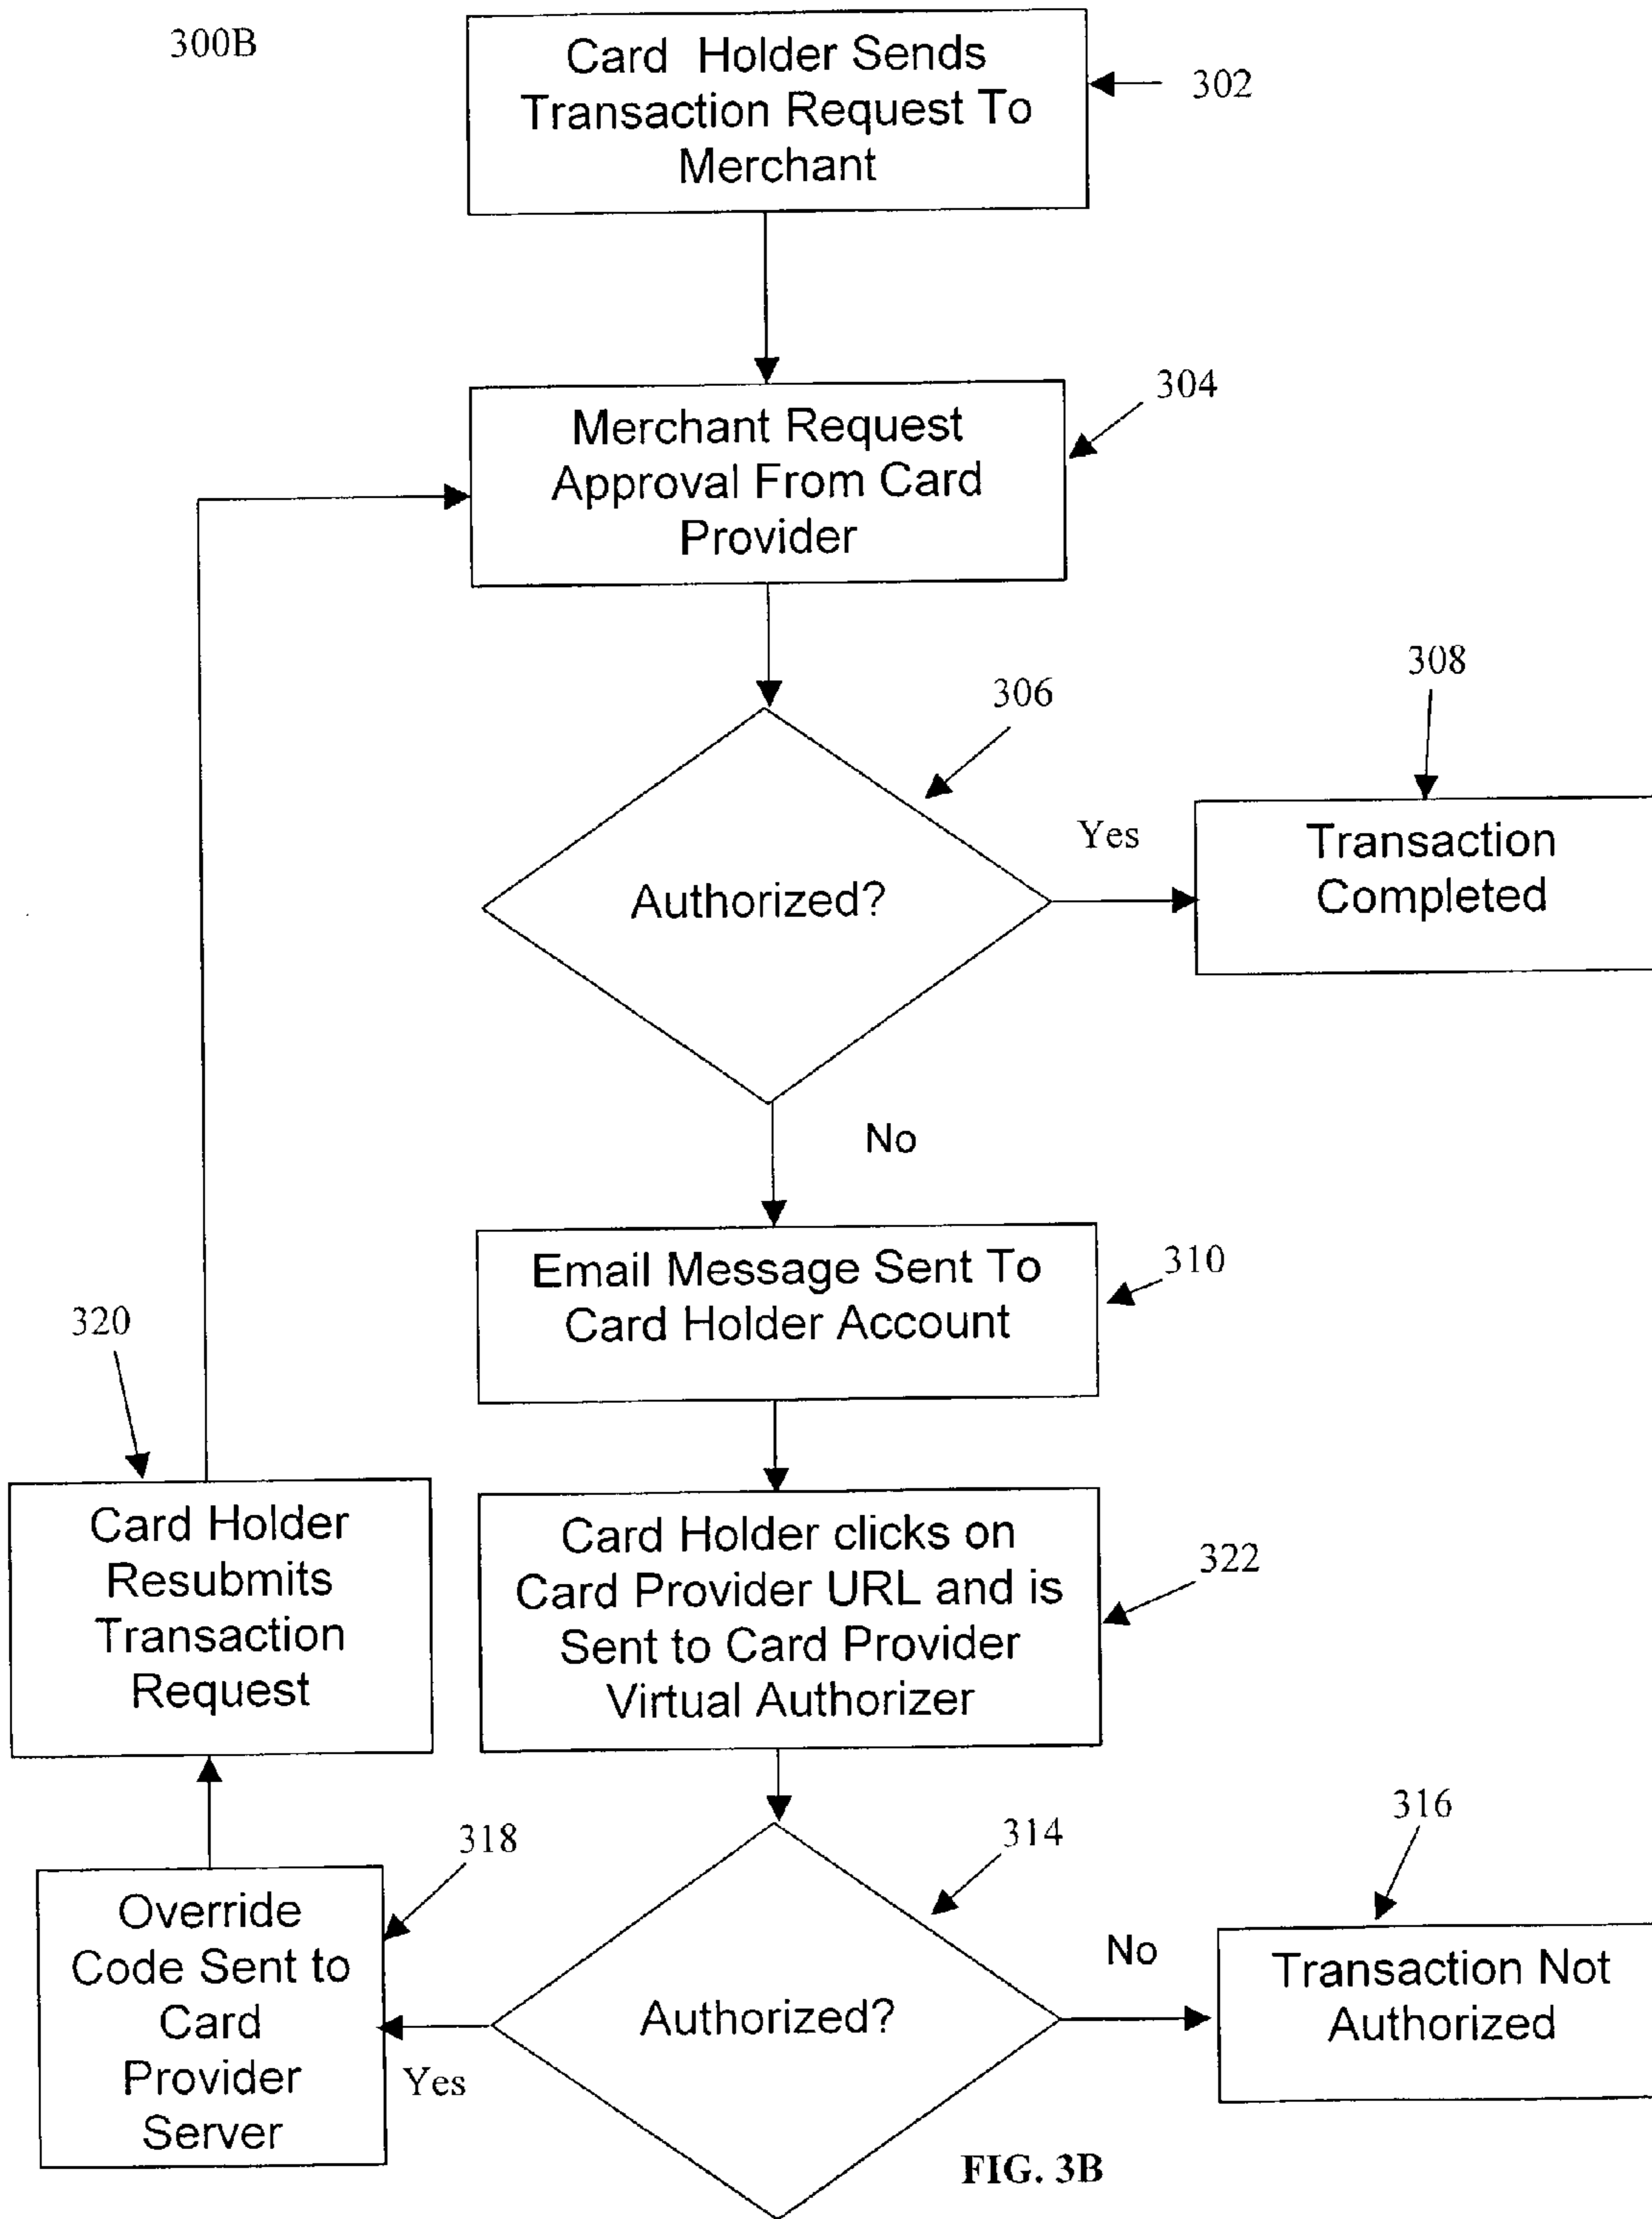 300B
Card Holder Sends
Transaction Request To
Merchant
302
304
Merchant Request
Approval From Card
Provider
306
308
Authorized?
Yes
Transaction
Completed
No
Email Message Sent To
Card Holder Account
310
320
Card Holder
Resubmits
Transaction
Request
Card Holder clicks on
Card Provider URL and is
Sent to Card Provider
Virtual Authorizer
322
318
314
316
Override
Code Sent to
Card
Provider
Server
Yes
Authorized?
No
Transaction Not
Authorized
FIG. 3B